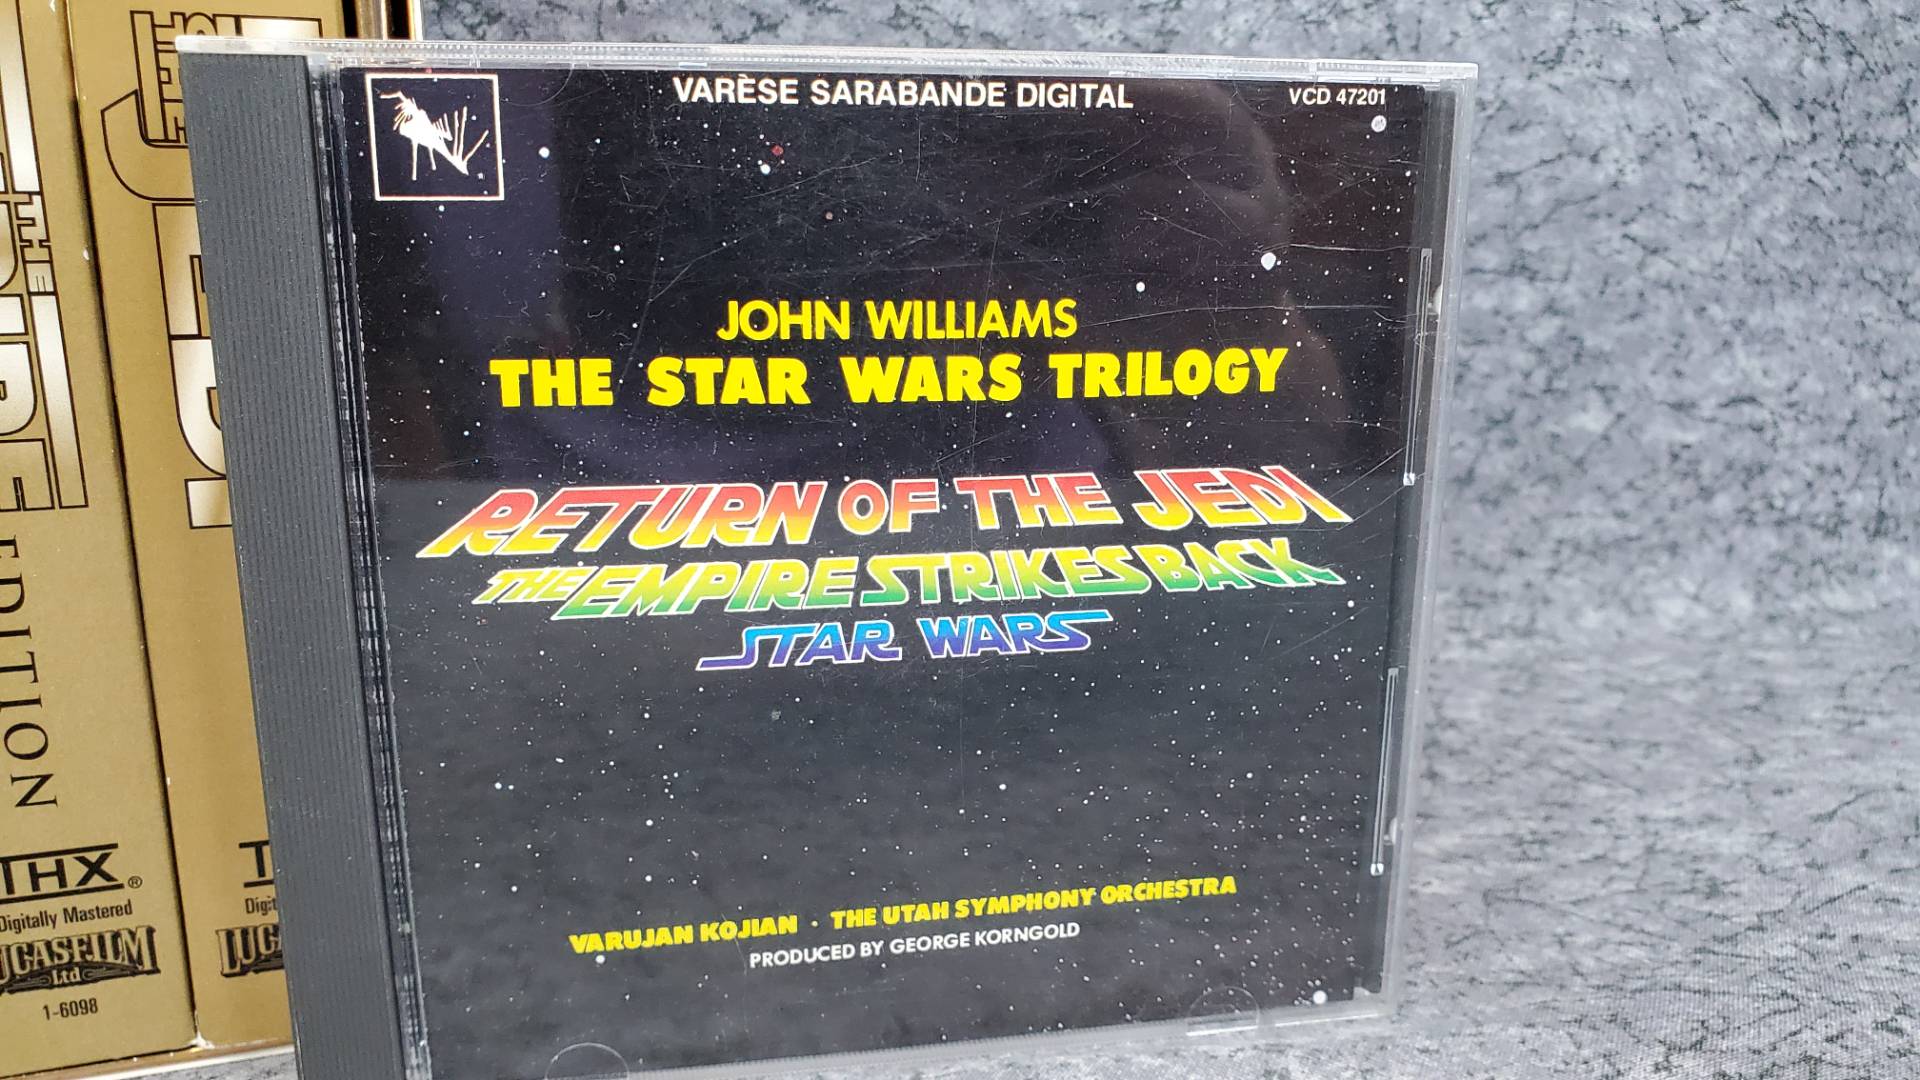 VARÈSE SARABANDE DIGITAL
VCD 47201
JOHN WILLIAMS
THE STAR WARS TRILOGY
RETURN OF THE JEDI
THE EMPIRE STRIKES BACK
STAR WARS
VARUJAN KOJIAN · THE UTAH SYMPHONY ORCHESTRA
PRODUCED BY GEORGE KORNGOLD
THE
EDITION
THX®
Digitally Mastered
LUCASFILM
Ltd
1-6098